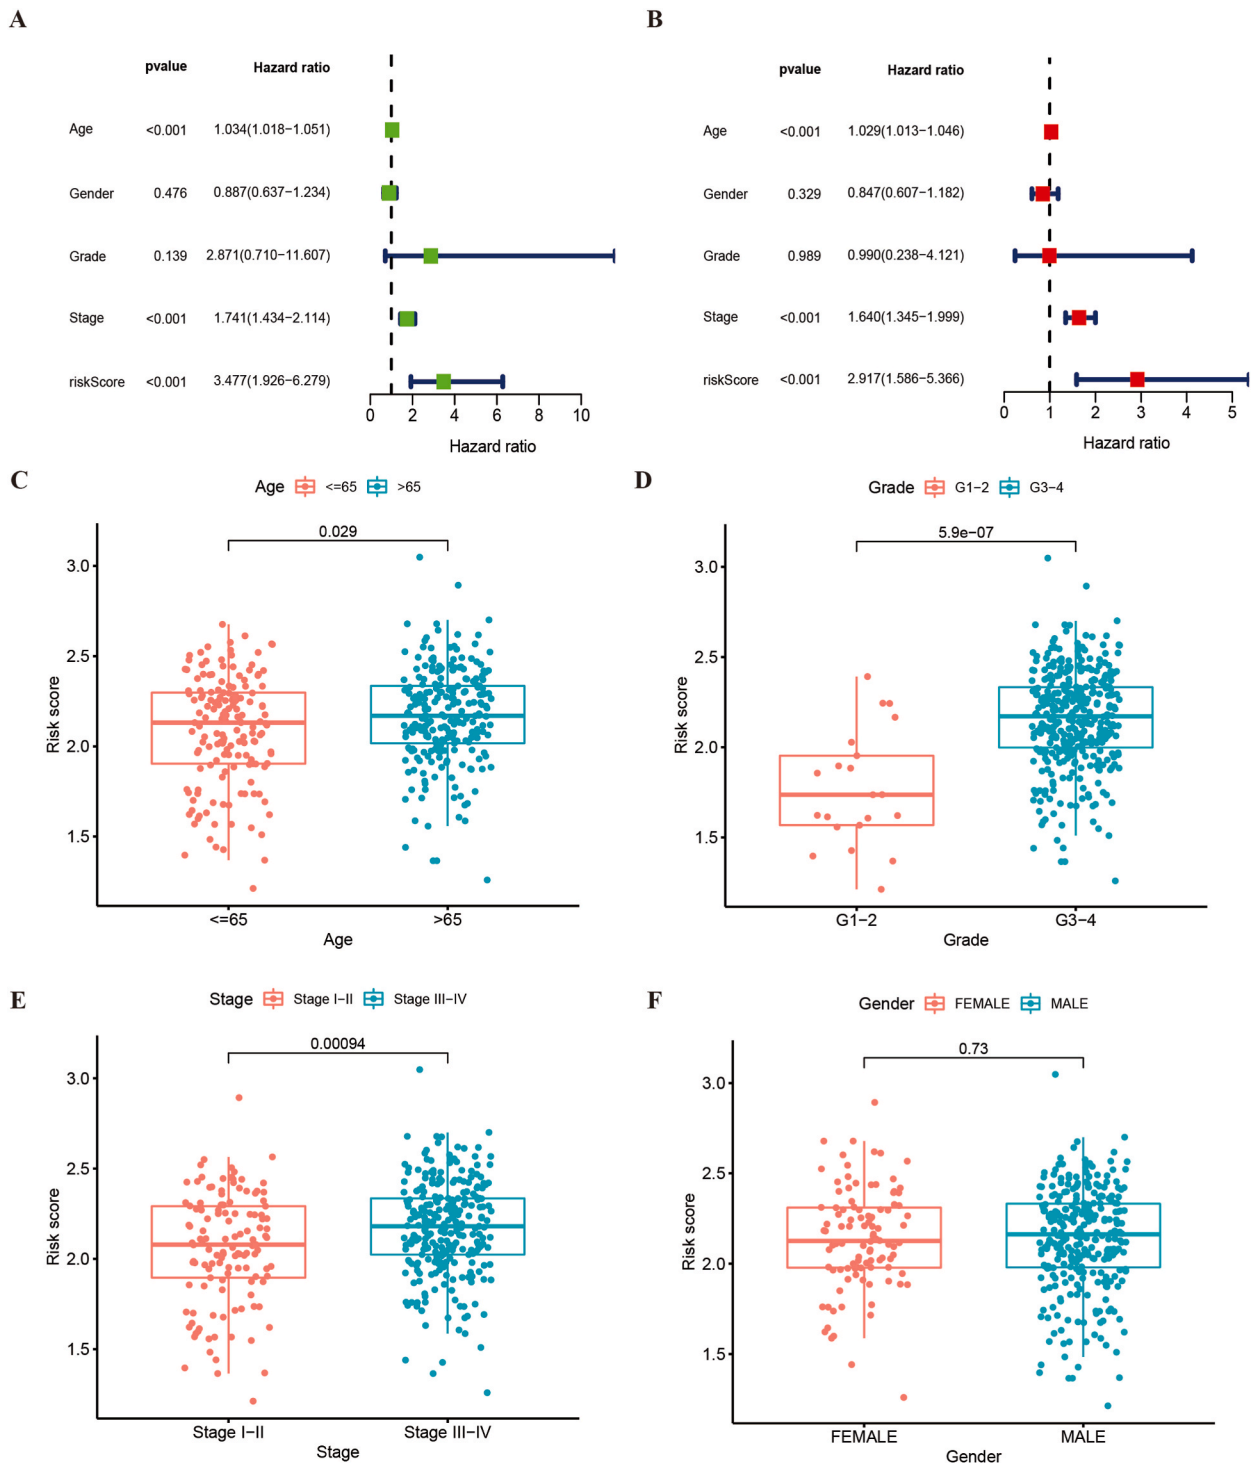 A
pvalue Hazard ratio
Age <0.001 1.034(1.018−1.051)
Gender 0.476 0.887(0.637−1.234)
Grade 0.139 2.871(0.710−11.607)
Stage <0.001 1.741(1.434−2.114)
riskScore <0.001 3.477(1.926−6.279)
0 2 4 6 8 10
Hazard ratio
B
pvalue Hazard ratio
Age <0.001 1.029(1.013−1.046)
Gender 0.329 0.847(0.607−1.182)
Grade 0.989 0.990(0.238−4.121)
Stage <0.001 1.640(1.345−1.999)
riskScore <0.001 2.917(1.586−5.366)
0 1 2 3 4 5
Hazard ratio
C
Age <=65 >65
0.029
3.0
2.5
2.0
1.5
Risk score
<=65 >65
Age
D
Grade G1−2 G3−4
5.9e−07
3.0
2.5
2.0
1.5
Risk score
G1−2 G3−4
Grade
E
Stage Stage I−II Stage III−IV
0.00094
3.0
2.5
2.0
1.5
Risk score
Stage I−II Stage III−IV
Stage
F
Gender FEMALE MALE
0.73
3.0
2.5
2.0
1.5
Risk score
FEMALE MALE
Gender